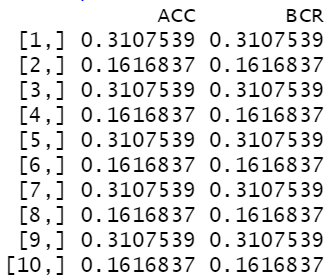 ACC BCR
[1,] 0.3107539 0.3107539
[2,] 0.1616837 0.1616837
[3,] 0.3107539 0.3107539
[4,] 0.1616837 0.1616837
[5,] 0.3107539 0.3107539
[6,] 0.1616837 0.1616837
[7,] 0.3107539 0.3107539
[8,] 0.1616837 0.1616837
[9,] 0.3107539 0.3107539
[10,] 0.1616837 0.1616837